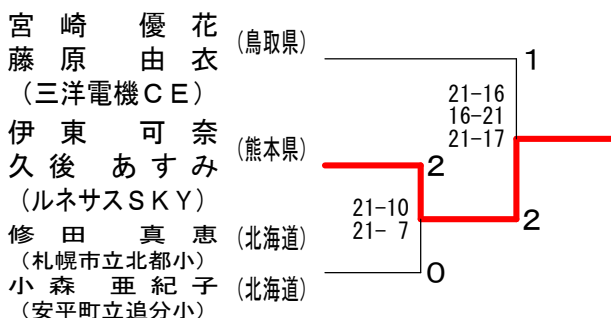 宮崎 優花
藤原 由衣
(三洋電機CE)
(鳥取県)
伊東 可奈
久後 あすみ
(ルネサスSKY)
(熊本県)
修田 真恵 (北海道)
(札幌市立北都小)
小森 亜紀子 (北海道)
(安平町立追分小)
1
21-16
16-21
21-17
2
21-10
21- 7
2
0